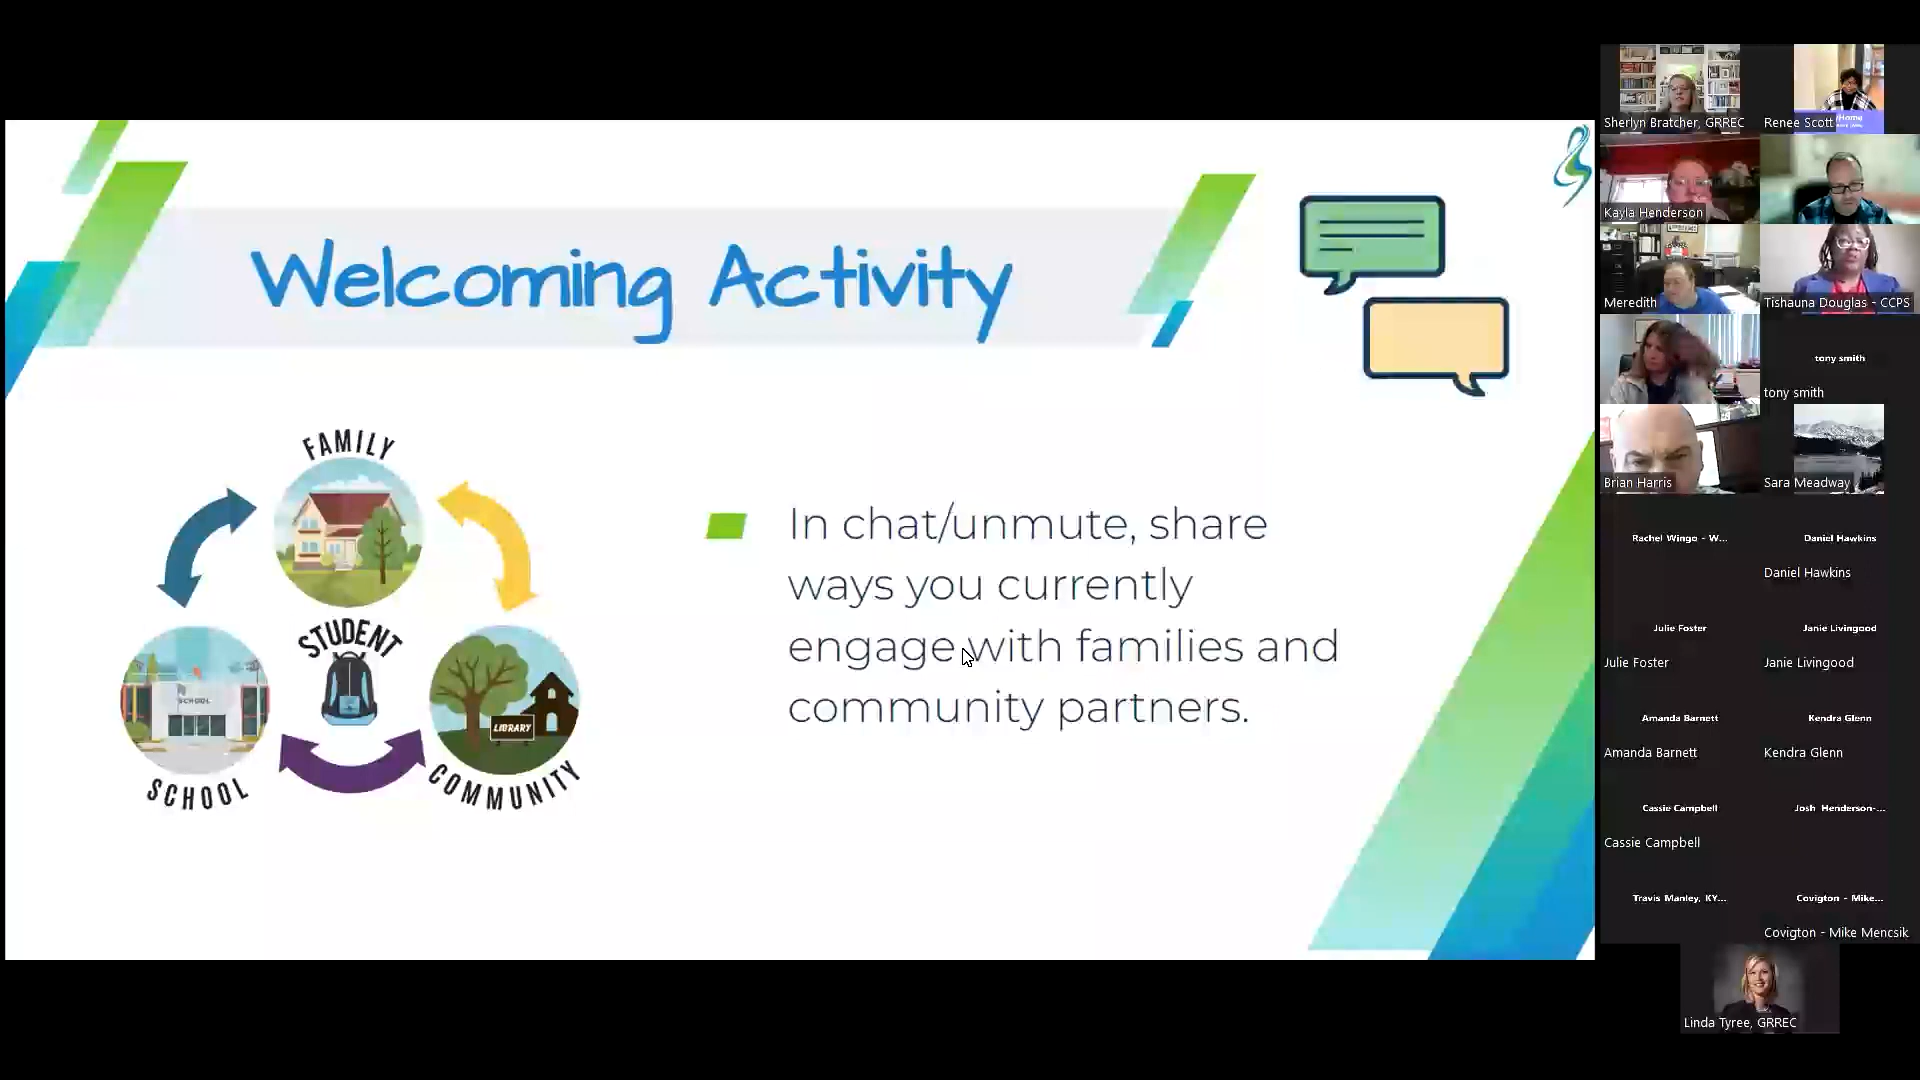 Welcoming Activity
FAMILY
STUDENT
SCHOOL
LIBRARY
SCHOOL
COMMUNITY
In chat/unmute, share
ways you currently
engage with families and
community partners.
Sherlyn Bratcher, GRREC
Renee Scott
Kayla Henderson
Meredith
Tishauna Douglas - CCPS
tony smith
tony smith
Brian Harris
Sara Meadway
Rachel Wingo - W...
Daniel Hawkins
Daniel Hawkins
Julie Foster
Janie Livingood
Julie Foster
Janie Livingood
Amanda Barnett
Kendra Glenn
Amanda Barnett
Kendra Glenn
Cassie Campbell
Josh Henderson-...
Cassie Campbell
Travis Manley, KY...
Covigton - Mike...
Covigton - Mike Mencsik
Linda Tyree, GRREC